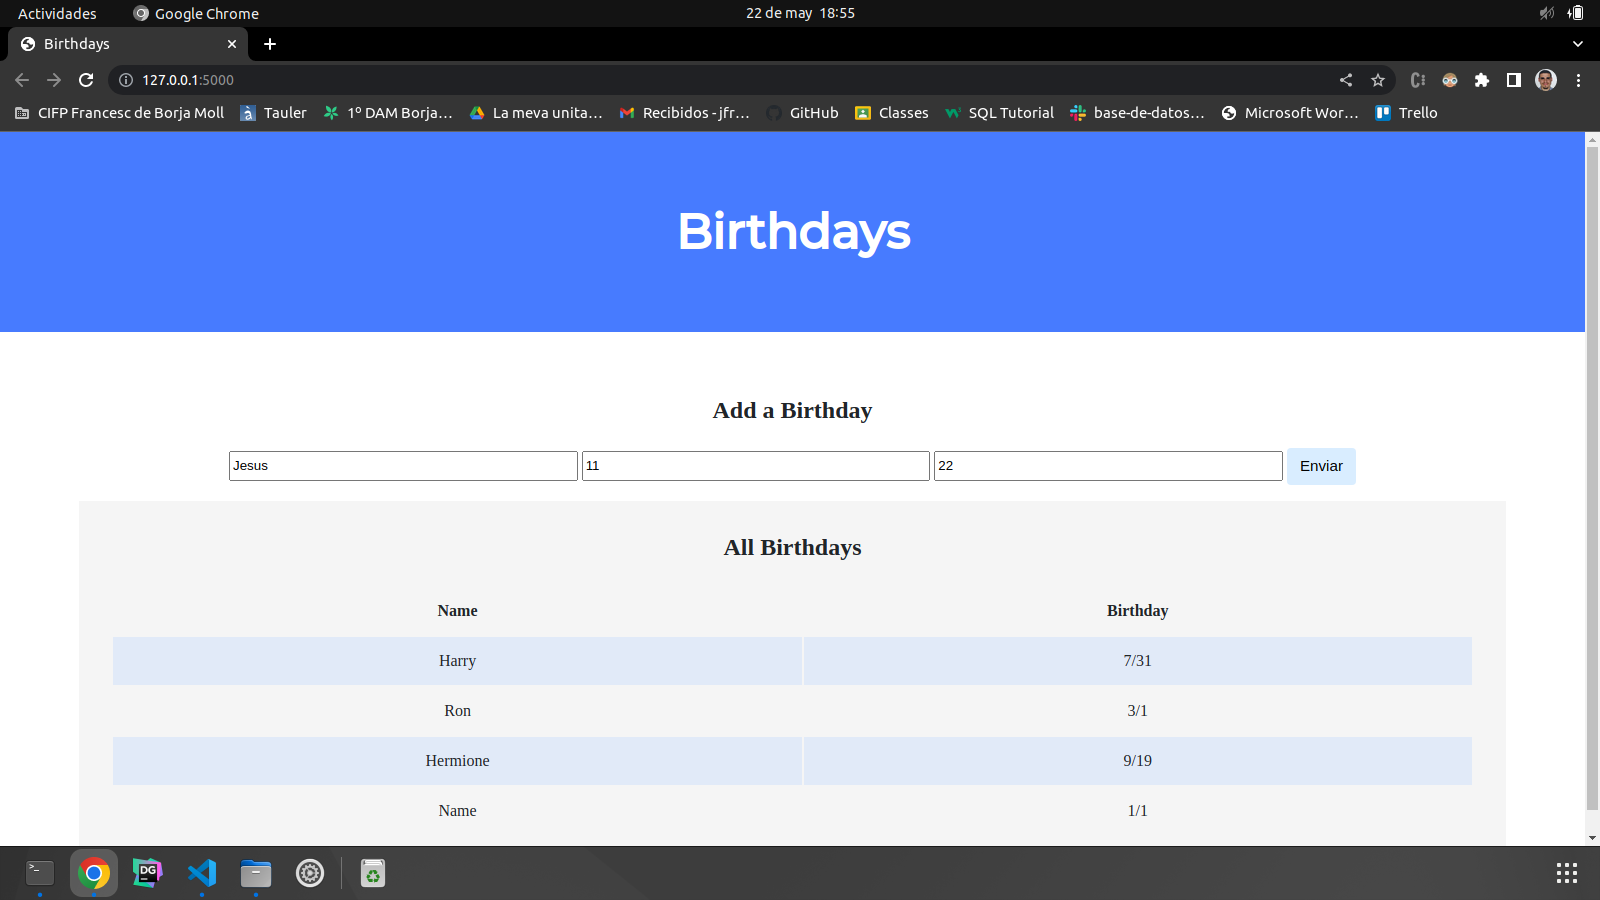 Actividades Google Chrome 22 de may 18:55
Birthdays
127.0.0.1:5000
CIFP Francesc de Borja Moll à Tauler 1º DAM Borja... La meva unita... Recibidos - jfr... GitHub Classes SQL Tutorial base-de-datos... Microsoft Wor... Trello
Birthdays
Add a Birthday
Jesus 11 22 Enviar
All Birthdays
Name Birthday
Harry 7/31
Ron 3/1
Hermione 9/19
Name 1/1
>_ DG